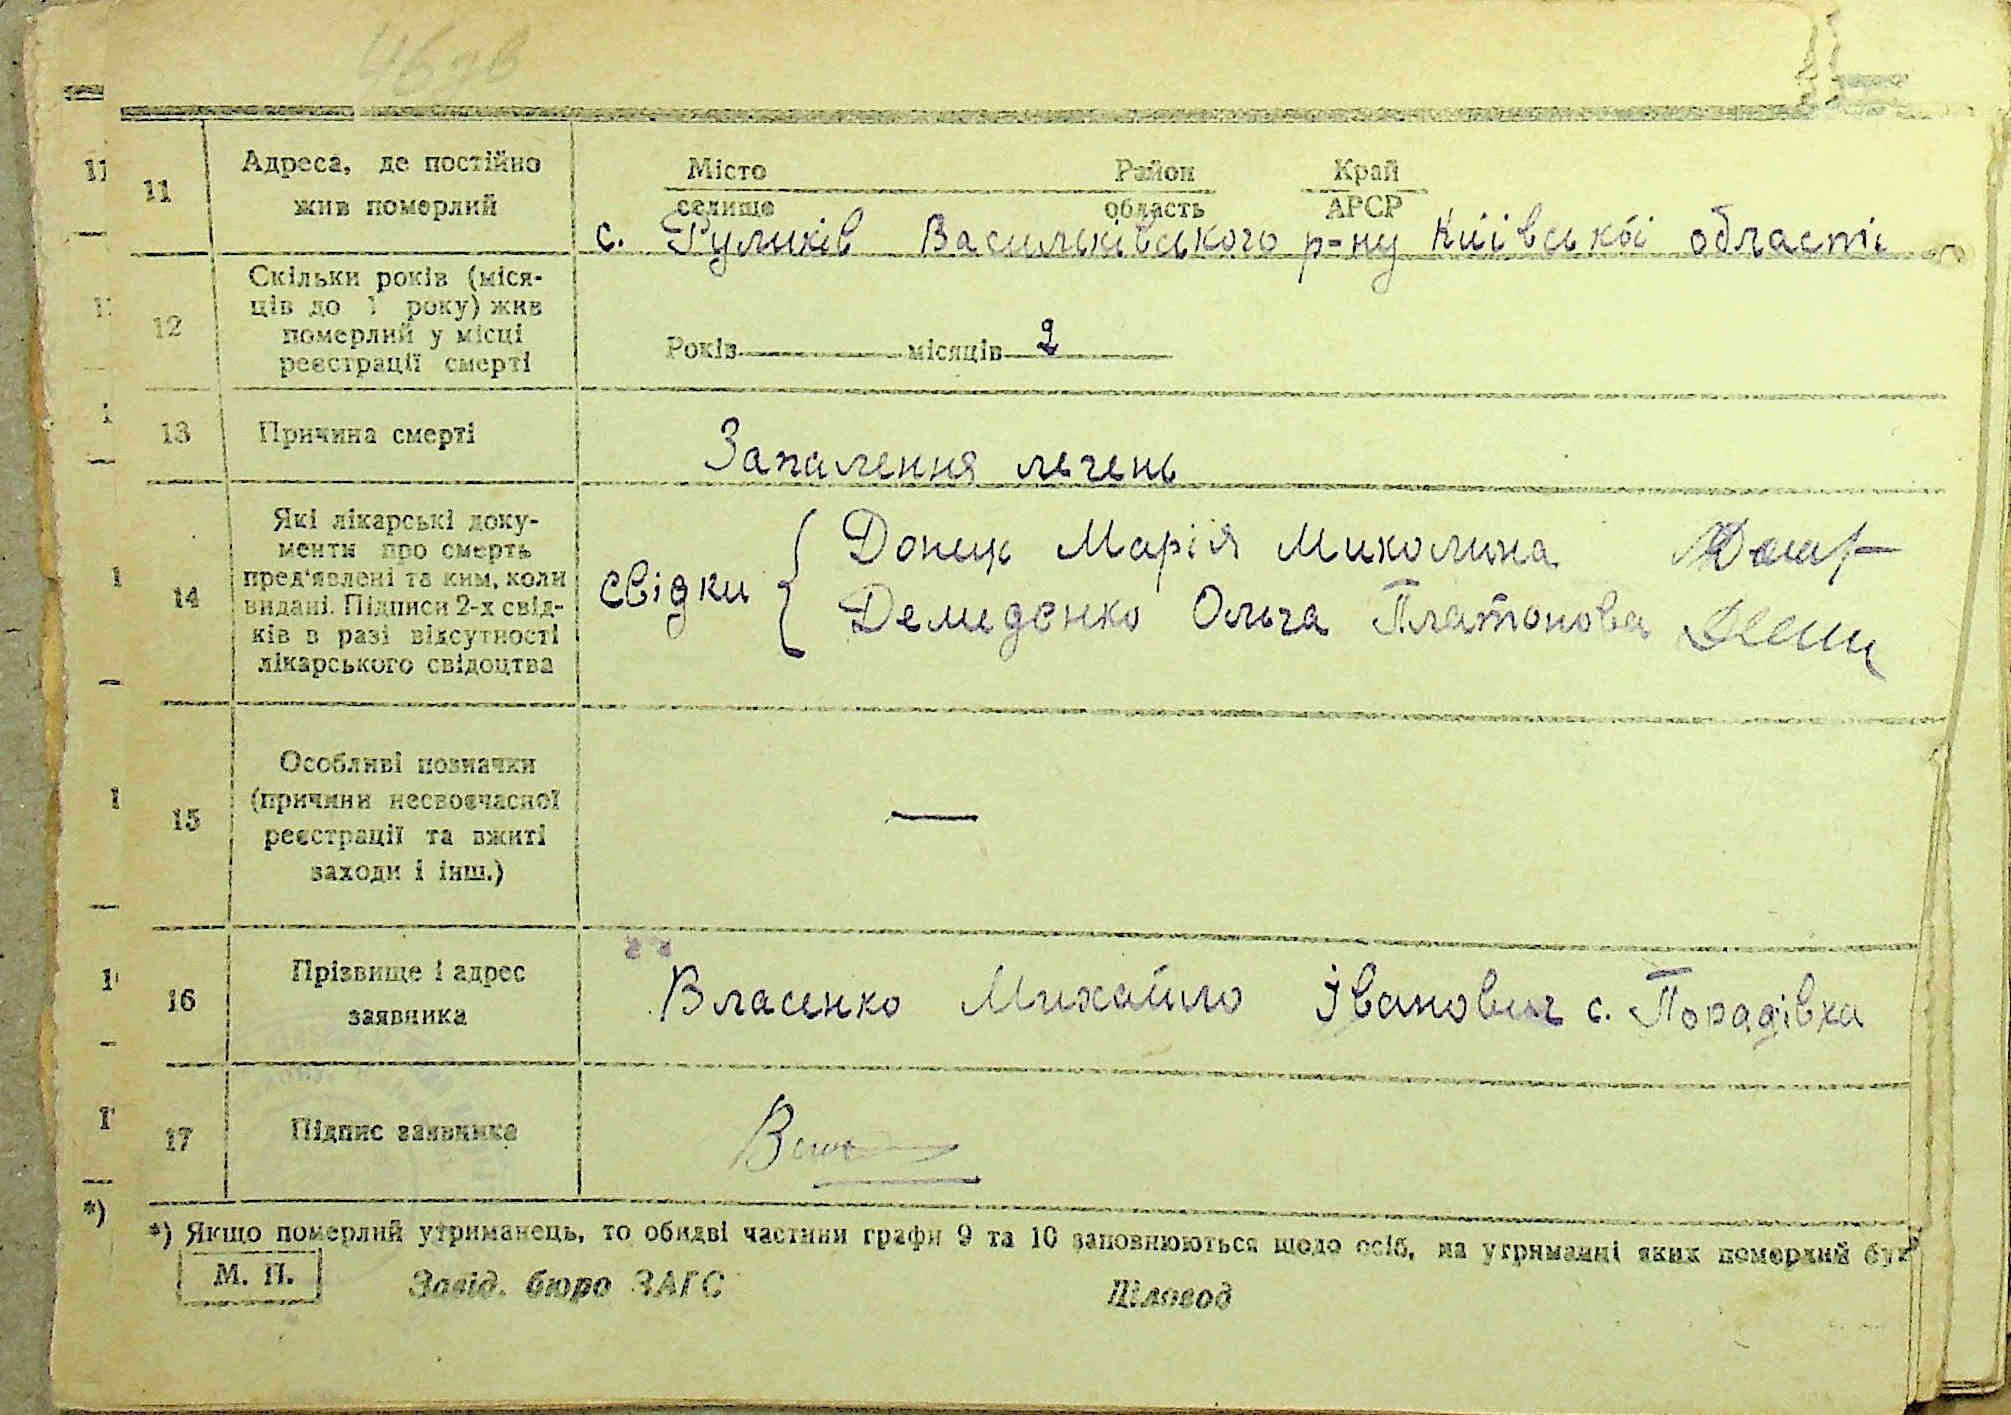 11 Адреса, де постійно жив померлий
Місто селище Район область Край АРСР
с. Руликів Васильківського р-ну Київської області
12 Скільки років (міся-
ців до 1 року) жив
померлий у місці
реєстрації смерті
Років місяців 2
13 Причина смерті
Запалення легень
14 Які лікарські доку-
менти про смерть
пред'явлені та ким, коли
видані. Підписи 2-х свід-
ків в разі відсутності
лікарського свідоцтва
свідки
Донец Марія Миколина
Демиденко Ольга Платонова
15 Особливі позначки
(причини несвоєчасної
реєстрації та вжиті
заходи і інш.)
—
16 Прізвище і адрес
заявника
Власенко Михайло Іванович с. Порадівка
17 Підпис заявника
*) Якщо померлий утриманець, то обидві частини графи 9 та 10 заповнюються щодо осіб, на утриманні яких померлий був
М. П.
Завід. бюро ЗАГС Діловод